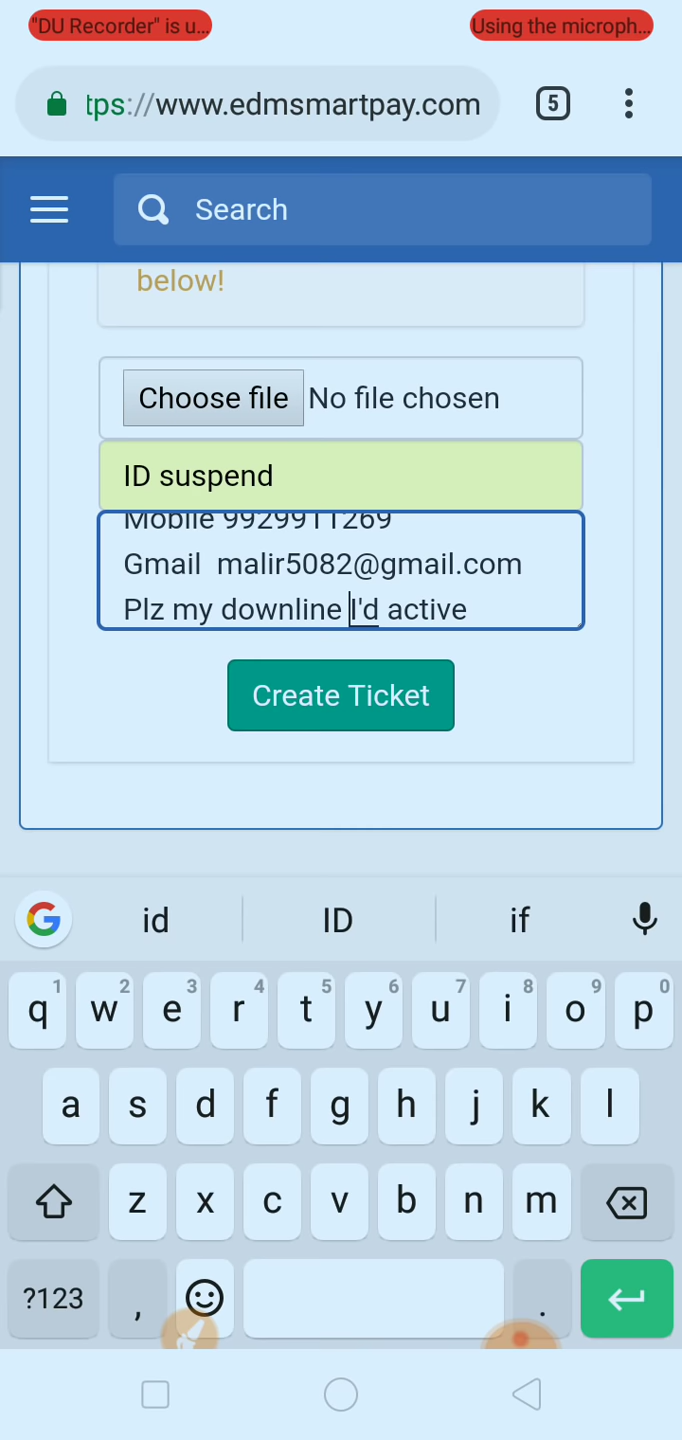 "DU Recorder" is u...
Using the microph...
tps://www.edmsmartpay.com
5
Search
below!
Choose file No file chosen
ID suspend
Mobile 9929911269
Gmail malir5082@gmail.com
Plz my downline I'd active
Create Ticket
id ID if
1 2 3 4 5 6 7 8 9 0
q w e r t y u i o p
a s d f g h j k l
z x c v b n m
?123 , .